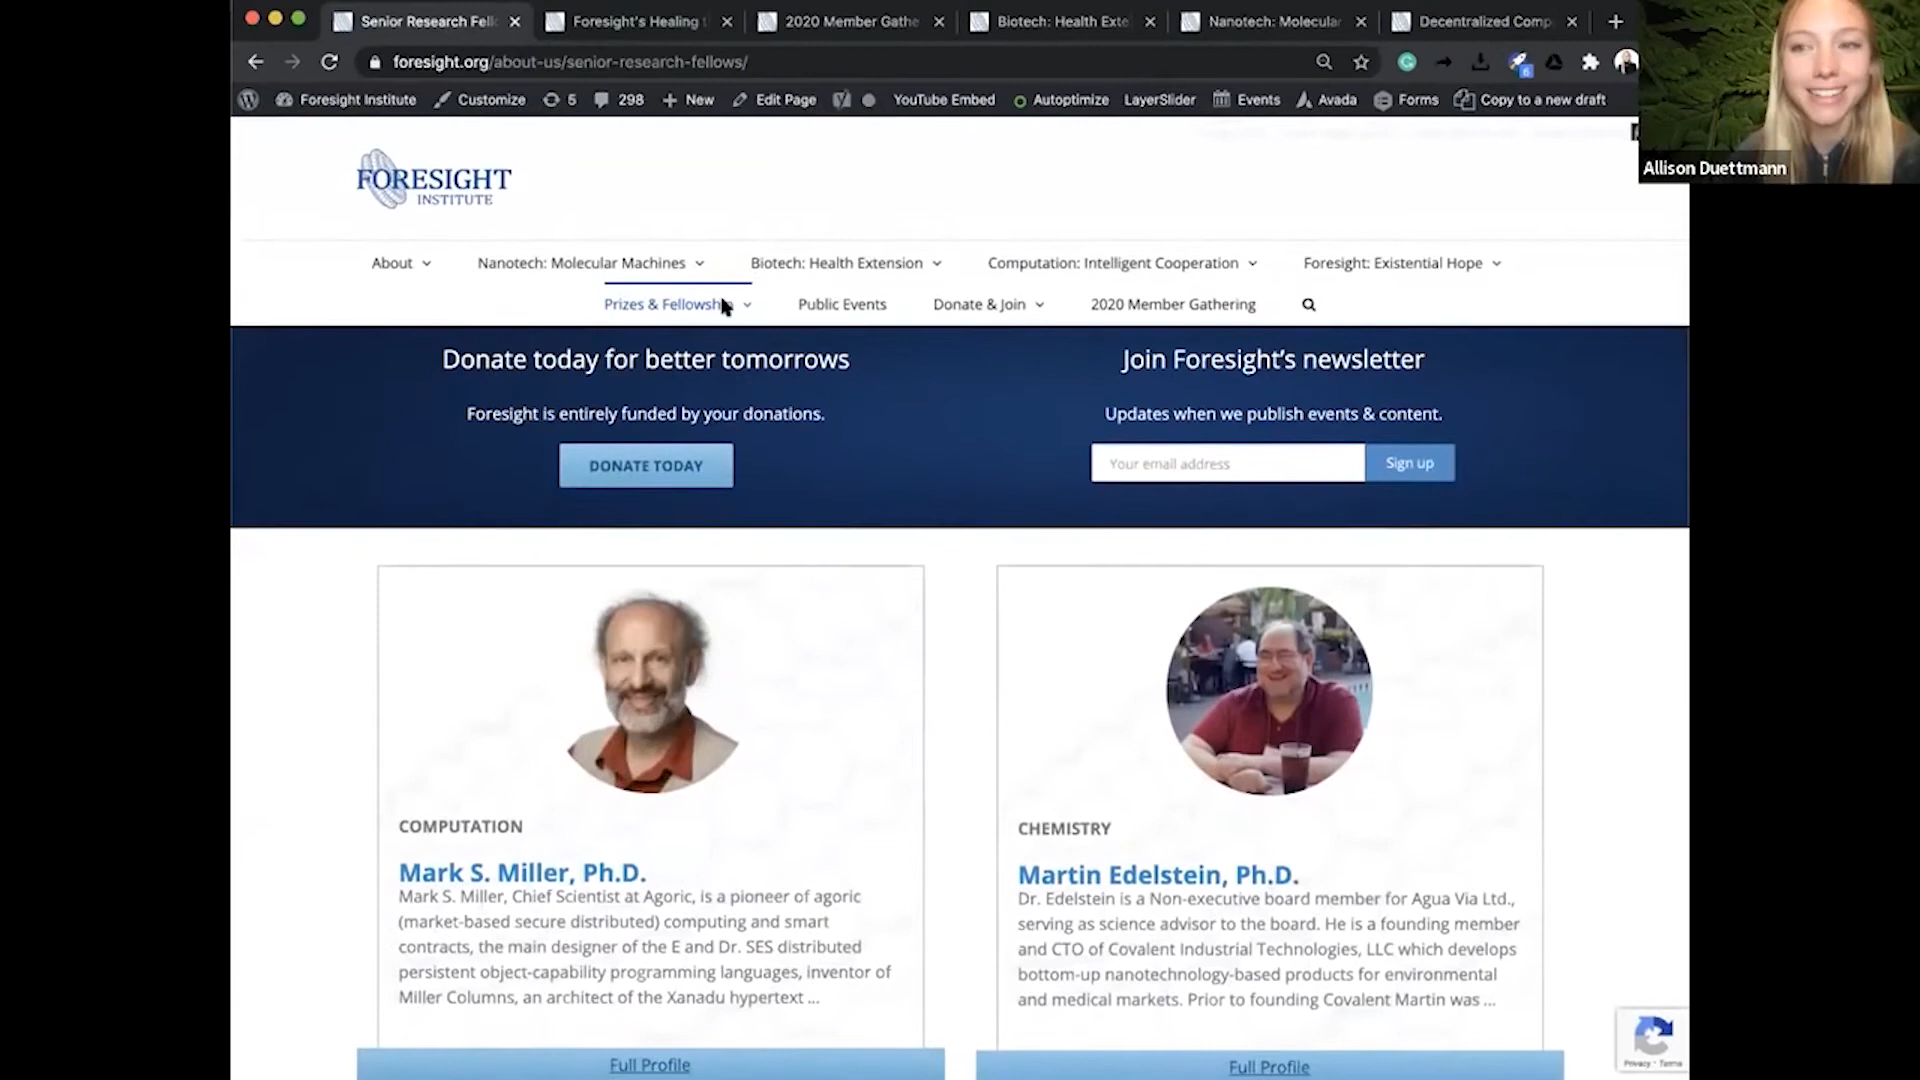 Senior Research Fell
Foresight's Healing t
2020 Member Gathe
Biotech: Health Exte
Nanotech: Molecular
Decentralized Comp
foresight.org/about-us/senior-research-fellows/
6
Foresight Institute
Customize
5
298
New
Edit Page
YouTube Embed
Autoptimize
LayerSlider
Events
Avada
Forms
Copy to a new draft
Allison Duettmann
FORESIGHT
INSTITUTE
About
Nanotech: Molecular Machines
Biotech: Health Extension
Computation: Intelligent Cooperation
Foresight: Existential Hope
Prizes & Fellowship
Public Events
Donate & Join
2020 Member Gathering
Donate today for better tomorrows
Foresight is entirely funded by your donations.
DONATE TODAY
Join Foresight's newsletter
Updates when we publish events & content.
Your email address
Sign up
COMPUTATION
Mark S. Miller, Ph.D.
Mark S. Miller, Chief Scientist at Agoric, is a pioneer of agoric
(market-based secure distributed) computing and smart
contracts, the main designer of the E and Dr. SES distributed
persistent object-capability programming languages, inventor of
Miller Columns, an architect of the Xanadu hypertext ...
Full Profile
CHEMISTRY
Martin Edelstein, Ph.D.
Dr. Edelstein is a Non-executive board member for Agua Via Ltd.,
serving as science advisor to the board. He is a founding member
and CTO of Covalent Industrial Technologies, LLC which develops
bottom-up nanotechnology-based products for environmental
and medical markets. Prior to founding Covalent Martin was ...
Full Profile
Privacy - Terms